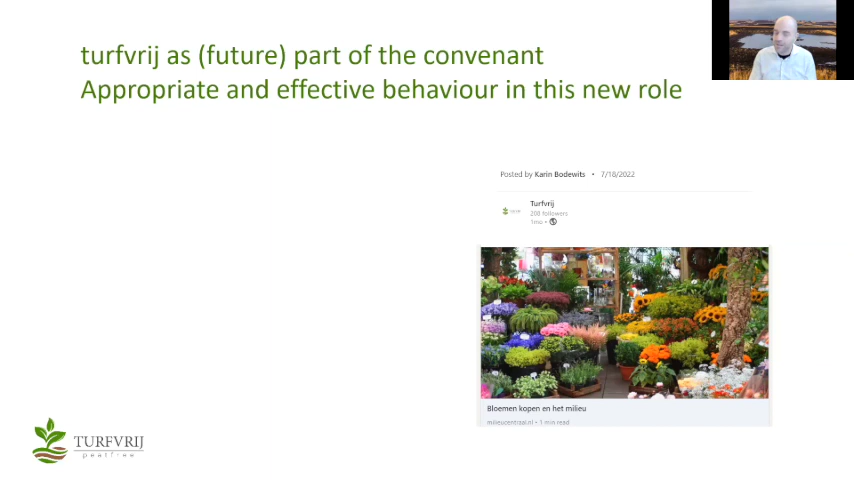 turfvrij as (future) part of the convenant
Appropriate and effective behaviour in this new role
Posted by Karin Bodewits • 7/18/2022
Turfvrij
200 followers
1mo •
Bloemen kopen en het milieu
milieucentraal.nl • 1 min read
TURFVRIJ
peatfree